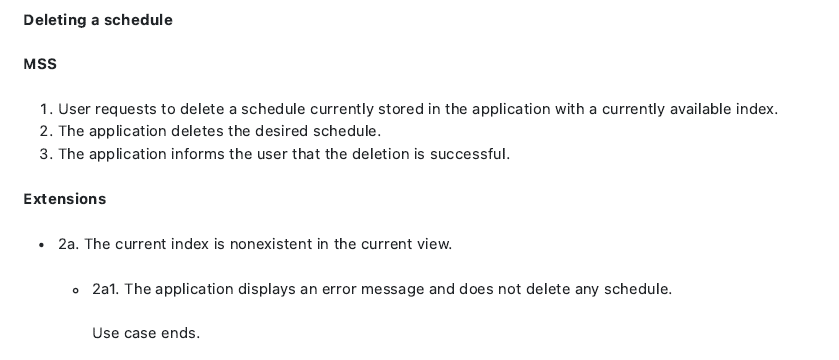 Deleting a schedule
MSS
1. User requests to delete a schedule currently stored in the application with a currently available index.
2. The application deletes the desired schedule.
3. The application informs the user that the deletion is successful.
Extensions
• 2a. The current index is nonexistent in the current view.
◦ 2a1. The application displays an error message and does not delete any schedule.
Use case ends.